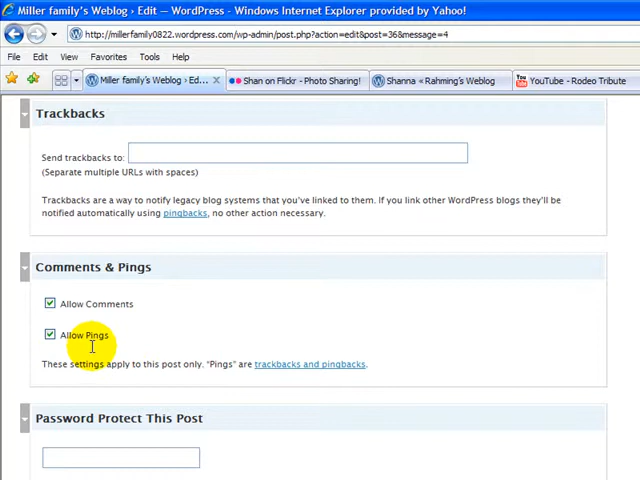 Miller family's Weblog › Edit — WordPress - Windows Internet Explorer provided by Yahoo!
http://millerfamily0822.wordpress.com/wp-admin/post.php?action=edit&post=36&message=4
File Edit View Favorites Tools Help
Miller family's Weblog › Ed... Shan on Flickr - Photo Sharing! Shanna « Rahming's Weblog YouTube - Rodeo Tribute
Trackbacks
Send trackbacks to:
(Separate multiple URLs with spaces)
Trackbacks are a way to notify legacy blog systems that you've linked to them. If you link other WordPress blogs they'll be
notified automatically using pingbacks, no other action necessary.
Comments & Pings
Allow Comments
Allow Pings
These settings apply to this post only. "Pings" are trackbacks and pingbacks.
Password Protect This Post